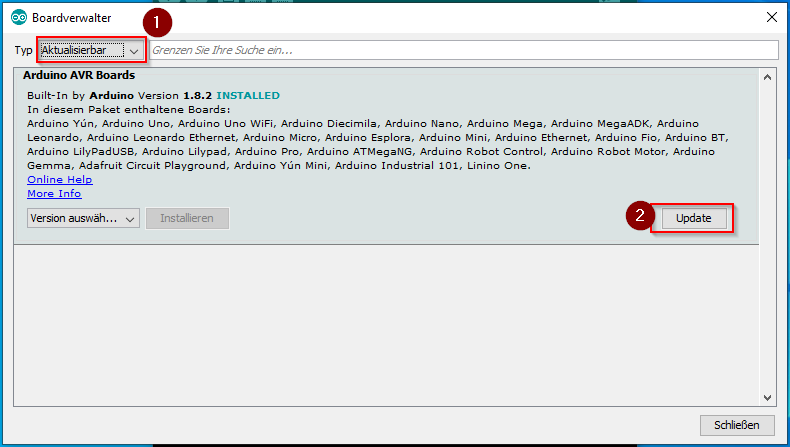 Boardverwalter
1
Typ Aktualisierbar Grenzen Sie Ihre Suche ein...
Arduino AVR Boards
Built-In by Arduino Version 1.8.2 INSTALLED
In diesem Paket enthaltene Boards:
Arduino Yún, Arduino Uno, Arduino Uno WiFi, Arduino Diecimila, Arduino Nano, Arduino Mega, Arduino MegaADK, Arduino
Leonardo, Arduino Leonardo Ethernet, Arduino Micro, Arduino Esplora, Arduino Mini, Arduino Ethernet, Arduino Fio, Arduino BT,
Arduino LilyPadUSB, Arduino Lilypad, Arduino Pro, Arduino ATMegaNG, Arduino Robot Control, Arduino Robot Motor, Arduino
Gemma, Adafruit Circuit Playground, Arduino Yún Mini, Arduino Industrial 101, Linino One.
Online Help
More Info
Version auswäh... Installieren 2 Update
Schließen